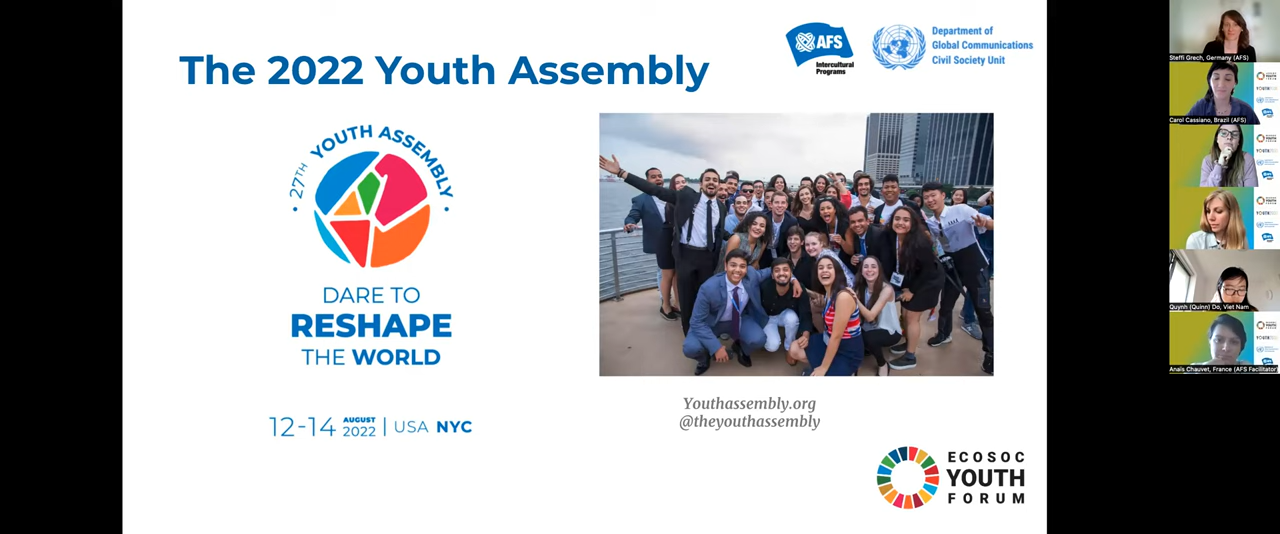 The 2022 Youth Assembly
AFS
Intercultural
Programs
Department of
Global Communications
Civil Society Unit
27TH YOUTH ASSEMBLY
DARE TO
RESHAPE
THE WORLD
12-14 AUGUST 2022 | USA NYC
Youthassembly.org
@theyouthassembly
ECOSOC
YOUTH
FORUM
Steffi Grech, Germany (AFS)
Carol Cassiano, Brazil (AFS)
Quynh (Quinn) Do, Viet Nam
Anaïs Chauvet, France (AFS Facilitator)